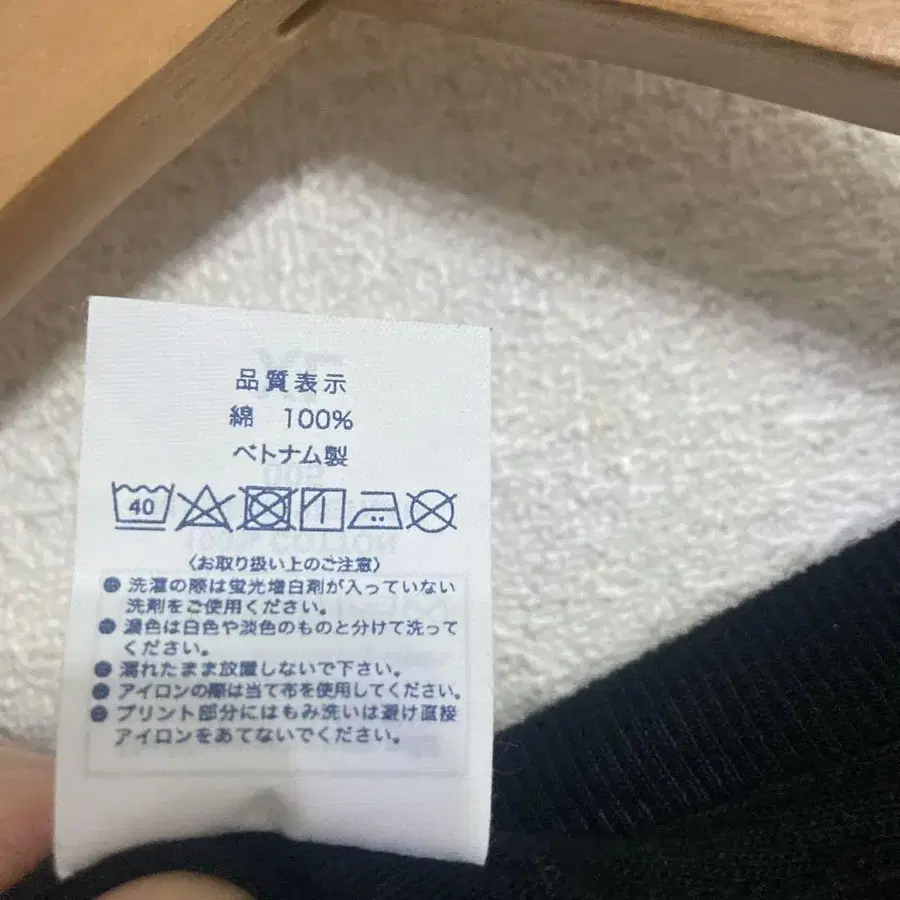 品質表示
綿 100%
ベトナム製
40
〈お取り扱い上のご注意〉
● 洗濯の際は蛍光増白剤が入っていない
洗剤をご使用ください。
● 濃色は白色や淡色のものと分けて洗って
ください。
● 濡れたまま放置しないで下さい。
● アイロンの際は当て布を使用してください。
● プリント部分にはもみ洗いは避け直接
アイロンをあてないでください。